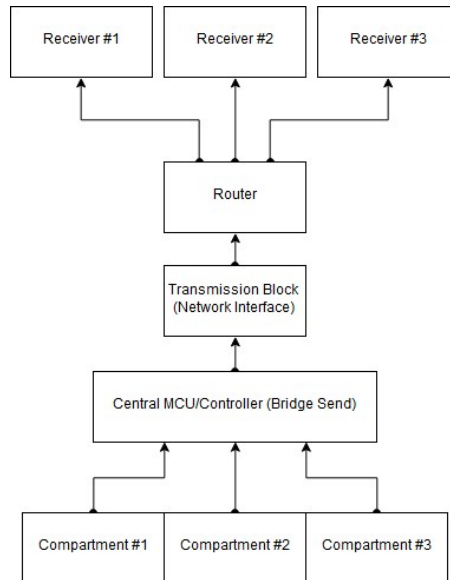 Receiver #1
Receiver #2
Receiver #3
Router
Transmission Block
(Network Interface)
Central MCU/Controller (Bridge Send)
Compartment #1
Compartment #2
Compartment #3